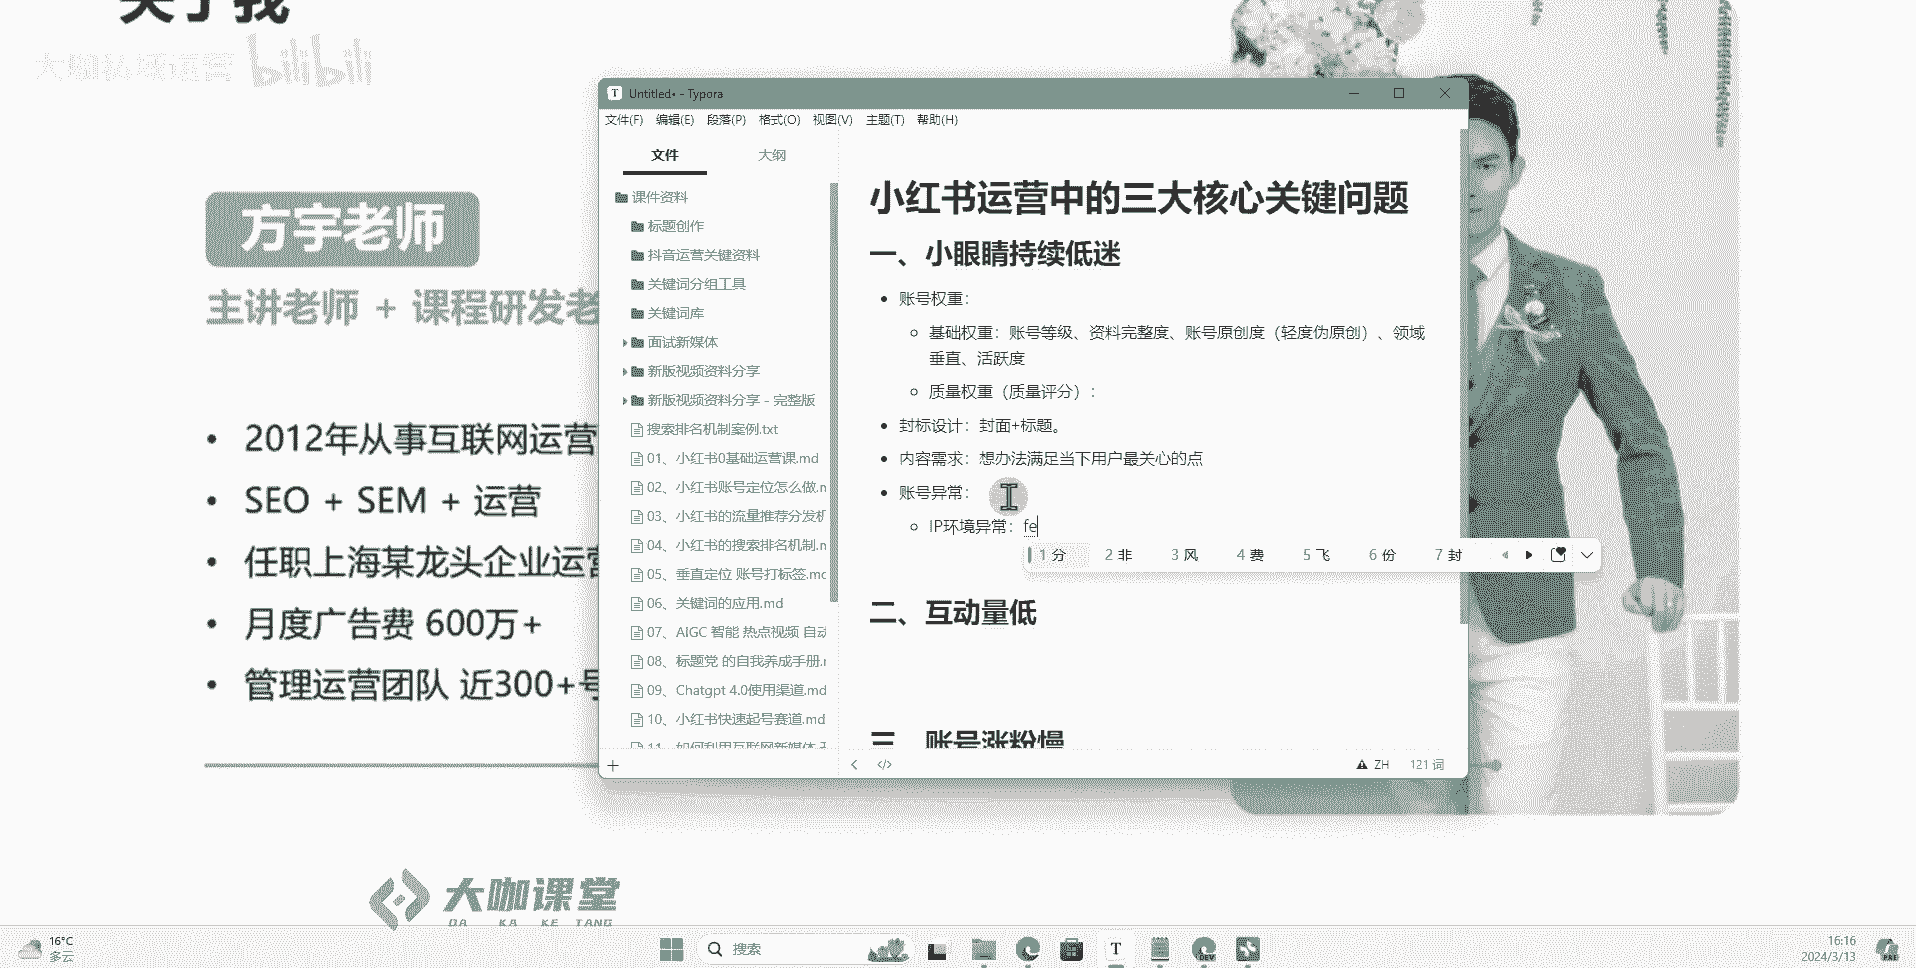 关于我
大咖私域运营 bilibili
方宇老师
主讲老师 + 课程研发老
• 2012年从事互联网运营
• SEO + SEM + 运营
• 任职上海某龙头企业运营
• 月度广告费 600万+
• 管理运营团队 近300+号
Untitled• - Typora
文件(F) 编辑(E) 段落(P) 格式(O) 视图(V) 主题(T) 帮助(H)
文件 大纲
课件资料
标题创作
抖音运营关键资料
关键词分组工具
关键词库
面试新媒体
新版视频资料分享
新版视频资料分享 - 完整版
搜索排名机制案例.txt
01、小红书0基础运营课.md
02、小红书账号定位怎么做.m
03、小红书的流量推荐分发机
04、小红书的搜索排名机制.m
05、垂直定位 账号打标签.mc
06、关键词的应用.md
07、AIGC 智能 热点视频 自动
08、标题党 的自我养成手册.m
09、Chatgpt 4.0使用渠道.md
10、小红书快速起号赛道.md
11、如何利用互联网新媒体
小红书运营中的三大核心关键问题
一、小眼睛持续低迷
• 账号权重：
基础权重：账号等级、资料完整度、账号原创度（轻度伪原创）、领域
垂直、活跃度
质量权重（质量评分）：
• 封标设计：封面+标题。
• 内容需求：想办法满足当下用户最关心的点
• 账号异常：
IP环境异常：fe
1 分 2 非 3 风 4 费 5 飞 6 份 7 封
二、互动量低
三、账号涨粉慢
ZH 121 词
大咖课堂
DA KA KE TANG
16°C
多云
搜索
T
DEV
16:16
2024/3/13
PRE